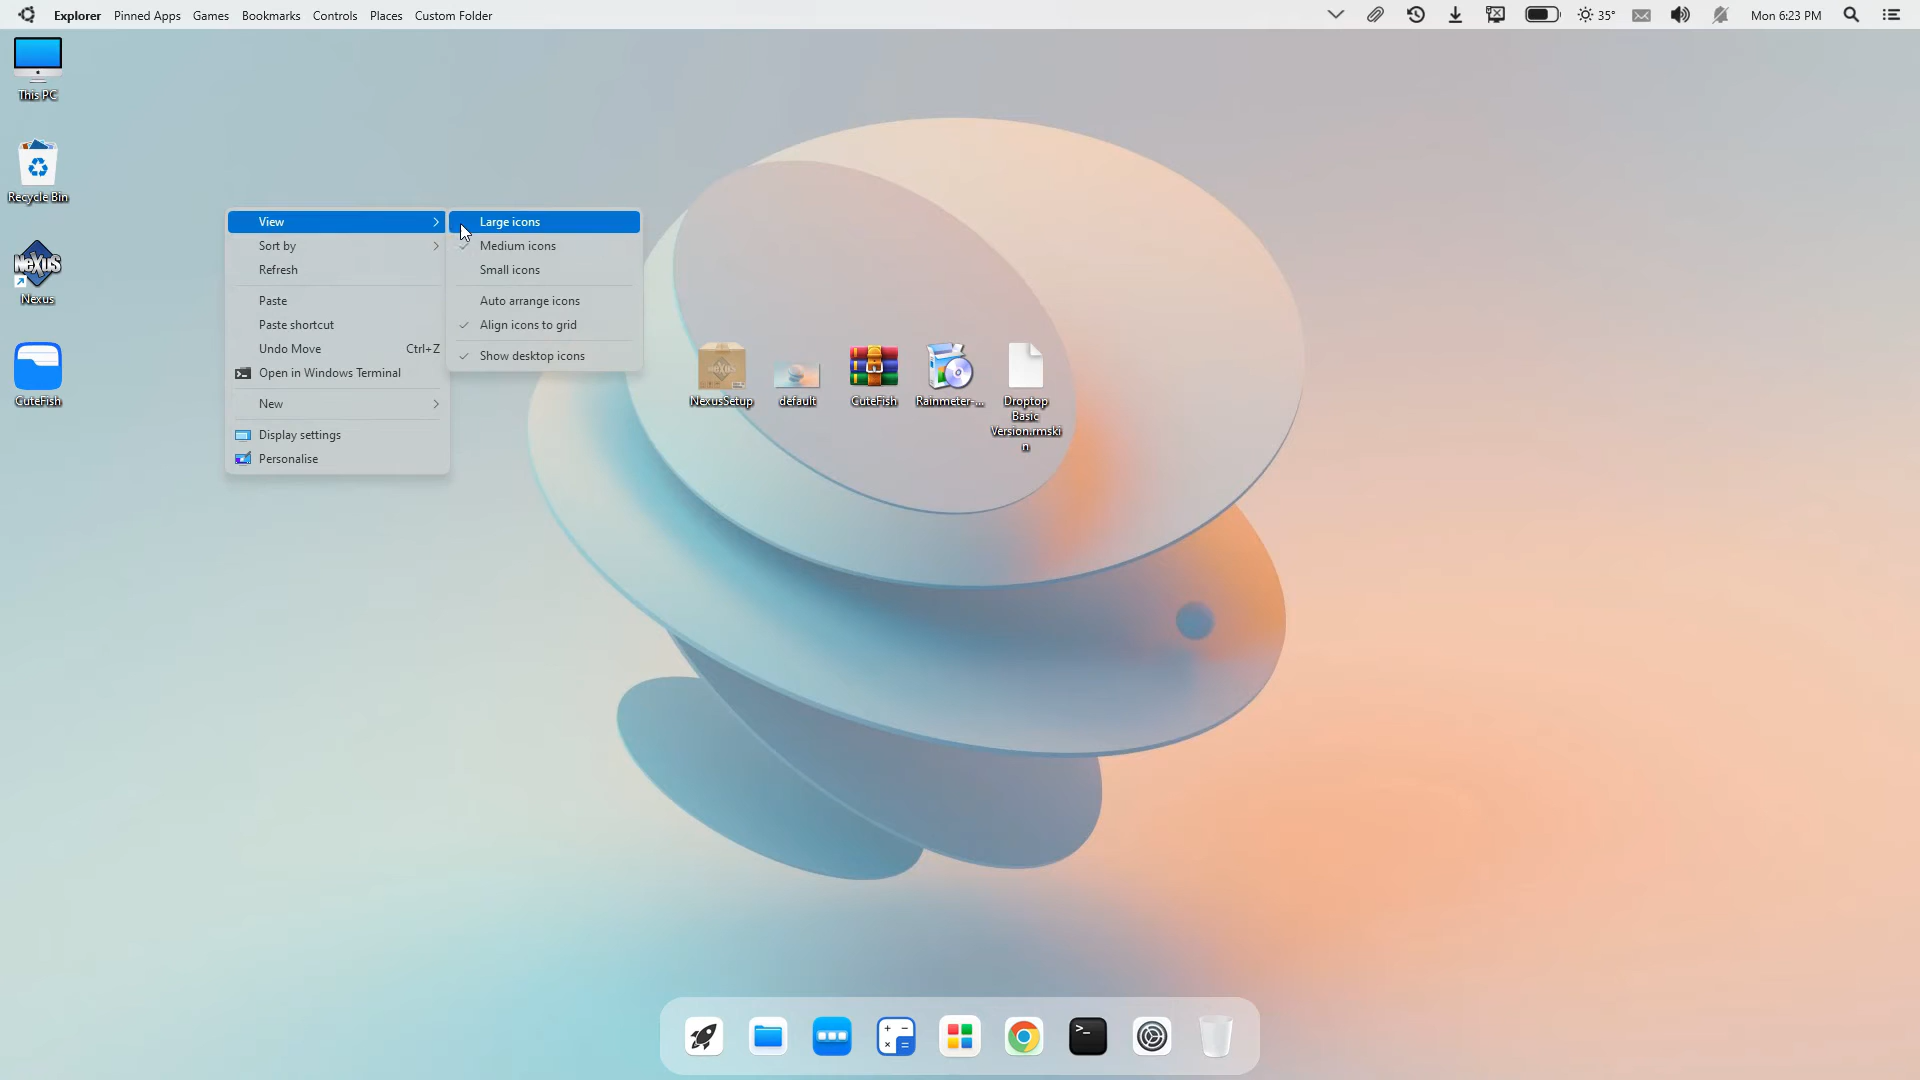 Explorer Pinned Apps Games Bookmarks Controls Places Custom Folder 35° Mon 6:23 PM
This PC
Recycle Bin
NeXuS
Nexus
CuteFish
View Large icons
Sort by Medium icons
Refresh Small icons
Paste Auto arrange icons
Paste shortcut Align icons to grid
Undo Move Ctrl+Z Show desktop icons
Open in Windows Terminal
New
Display settings
Personalise
NexusSetup default CuteFish Rainmeter-...
Droptop
Basic
Version.rmski
n